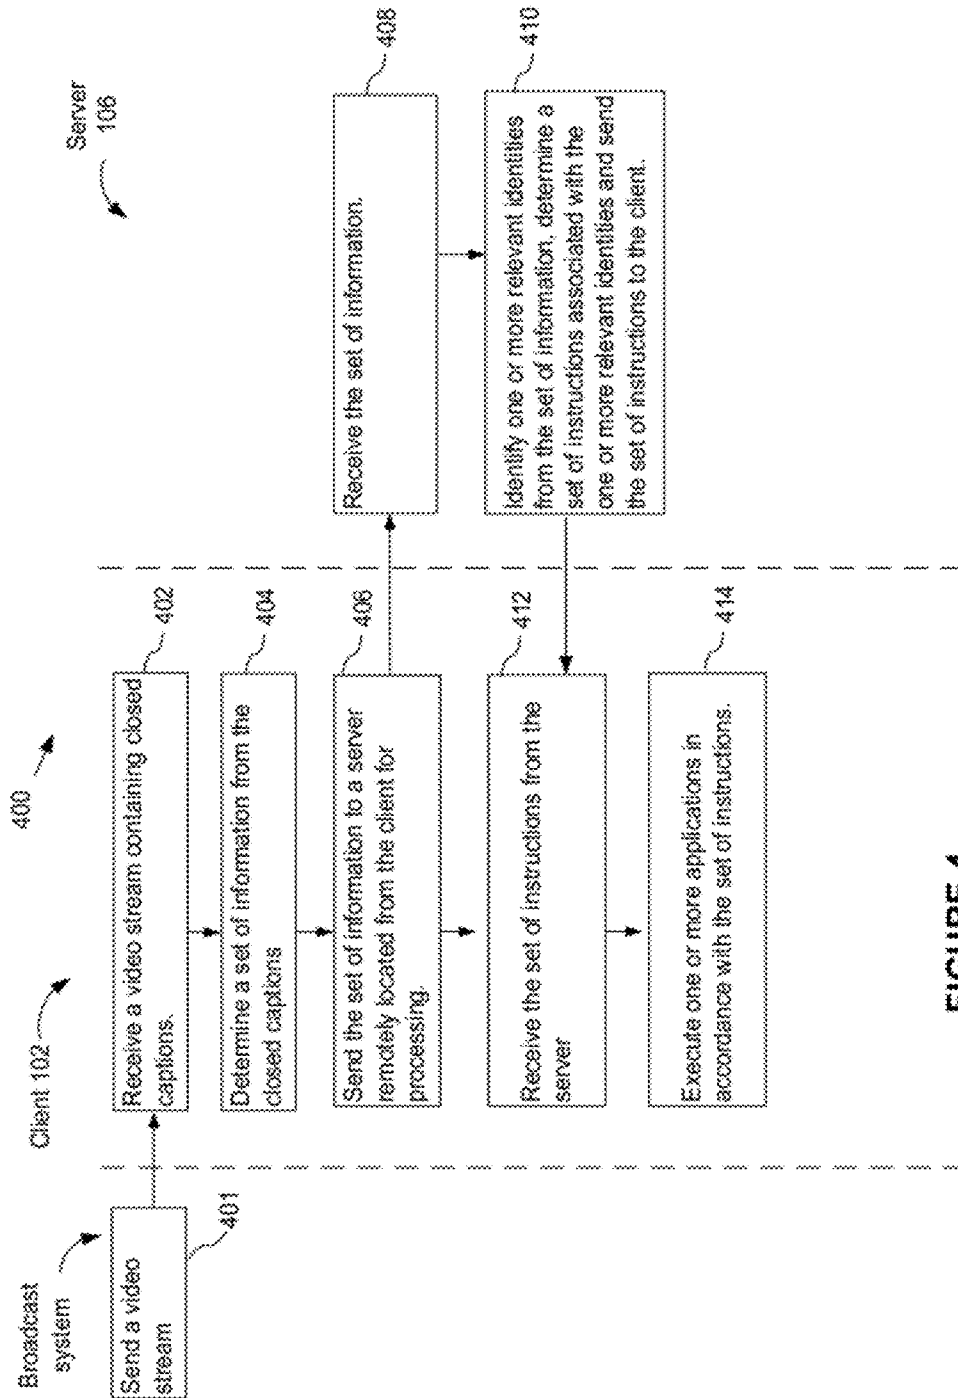 400
Broadcast
system
Client 102
Server
106
Send a video
stream
401
Receive a video stream containing closed
captions.
402
Determine a set of information from the
closed captions
404
Send the set of information to a server
remotely located from the client for
processing.
406
Receive the set of information.
408
Identify one or more relevant identities
from the set of information, determine a
set of instructions associated with the
one or more relevant identities and send
the set of instructions to the client.
410
Receive the set of instructions from the
server
412
Execute one or more applications in
accordance with the set of instructions.
414
FIGURE 4